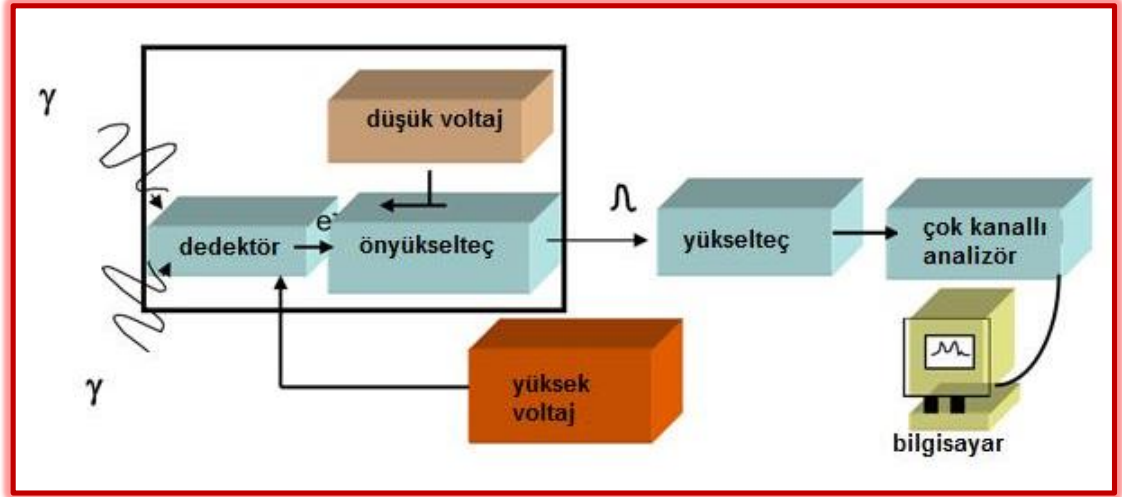 γ
düşük voltaj
e-
dedektör
önyükselteç
yükselteç
çok kanallı
analizör
γ
yüksek
voltaj
bilgisayar